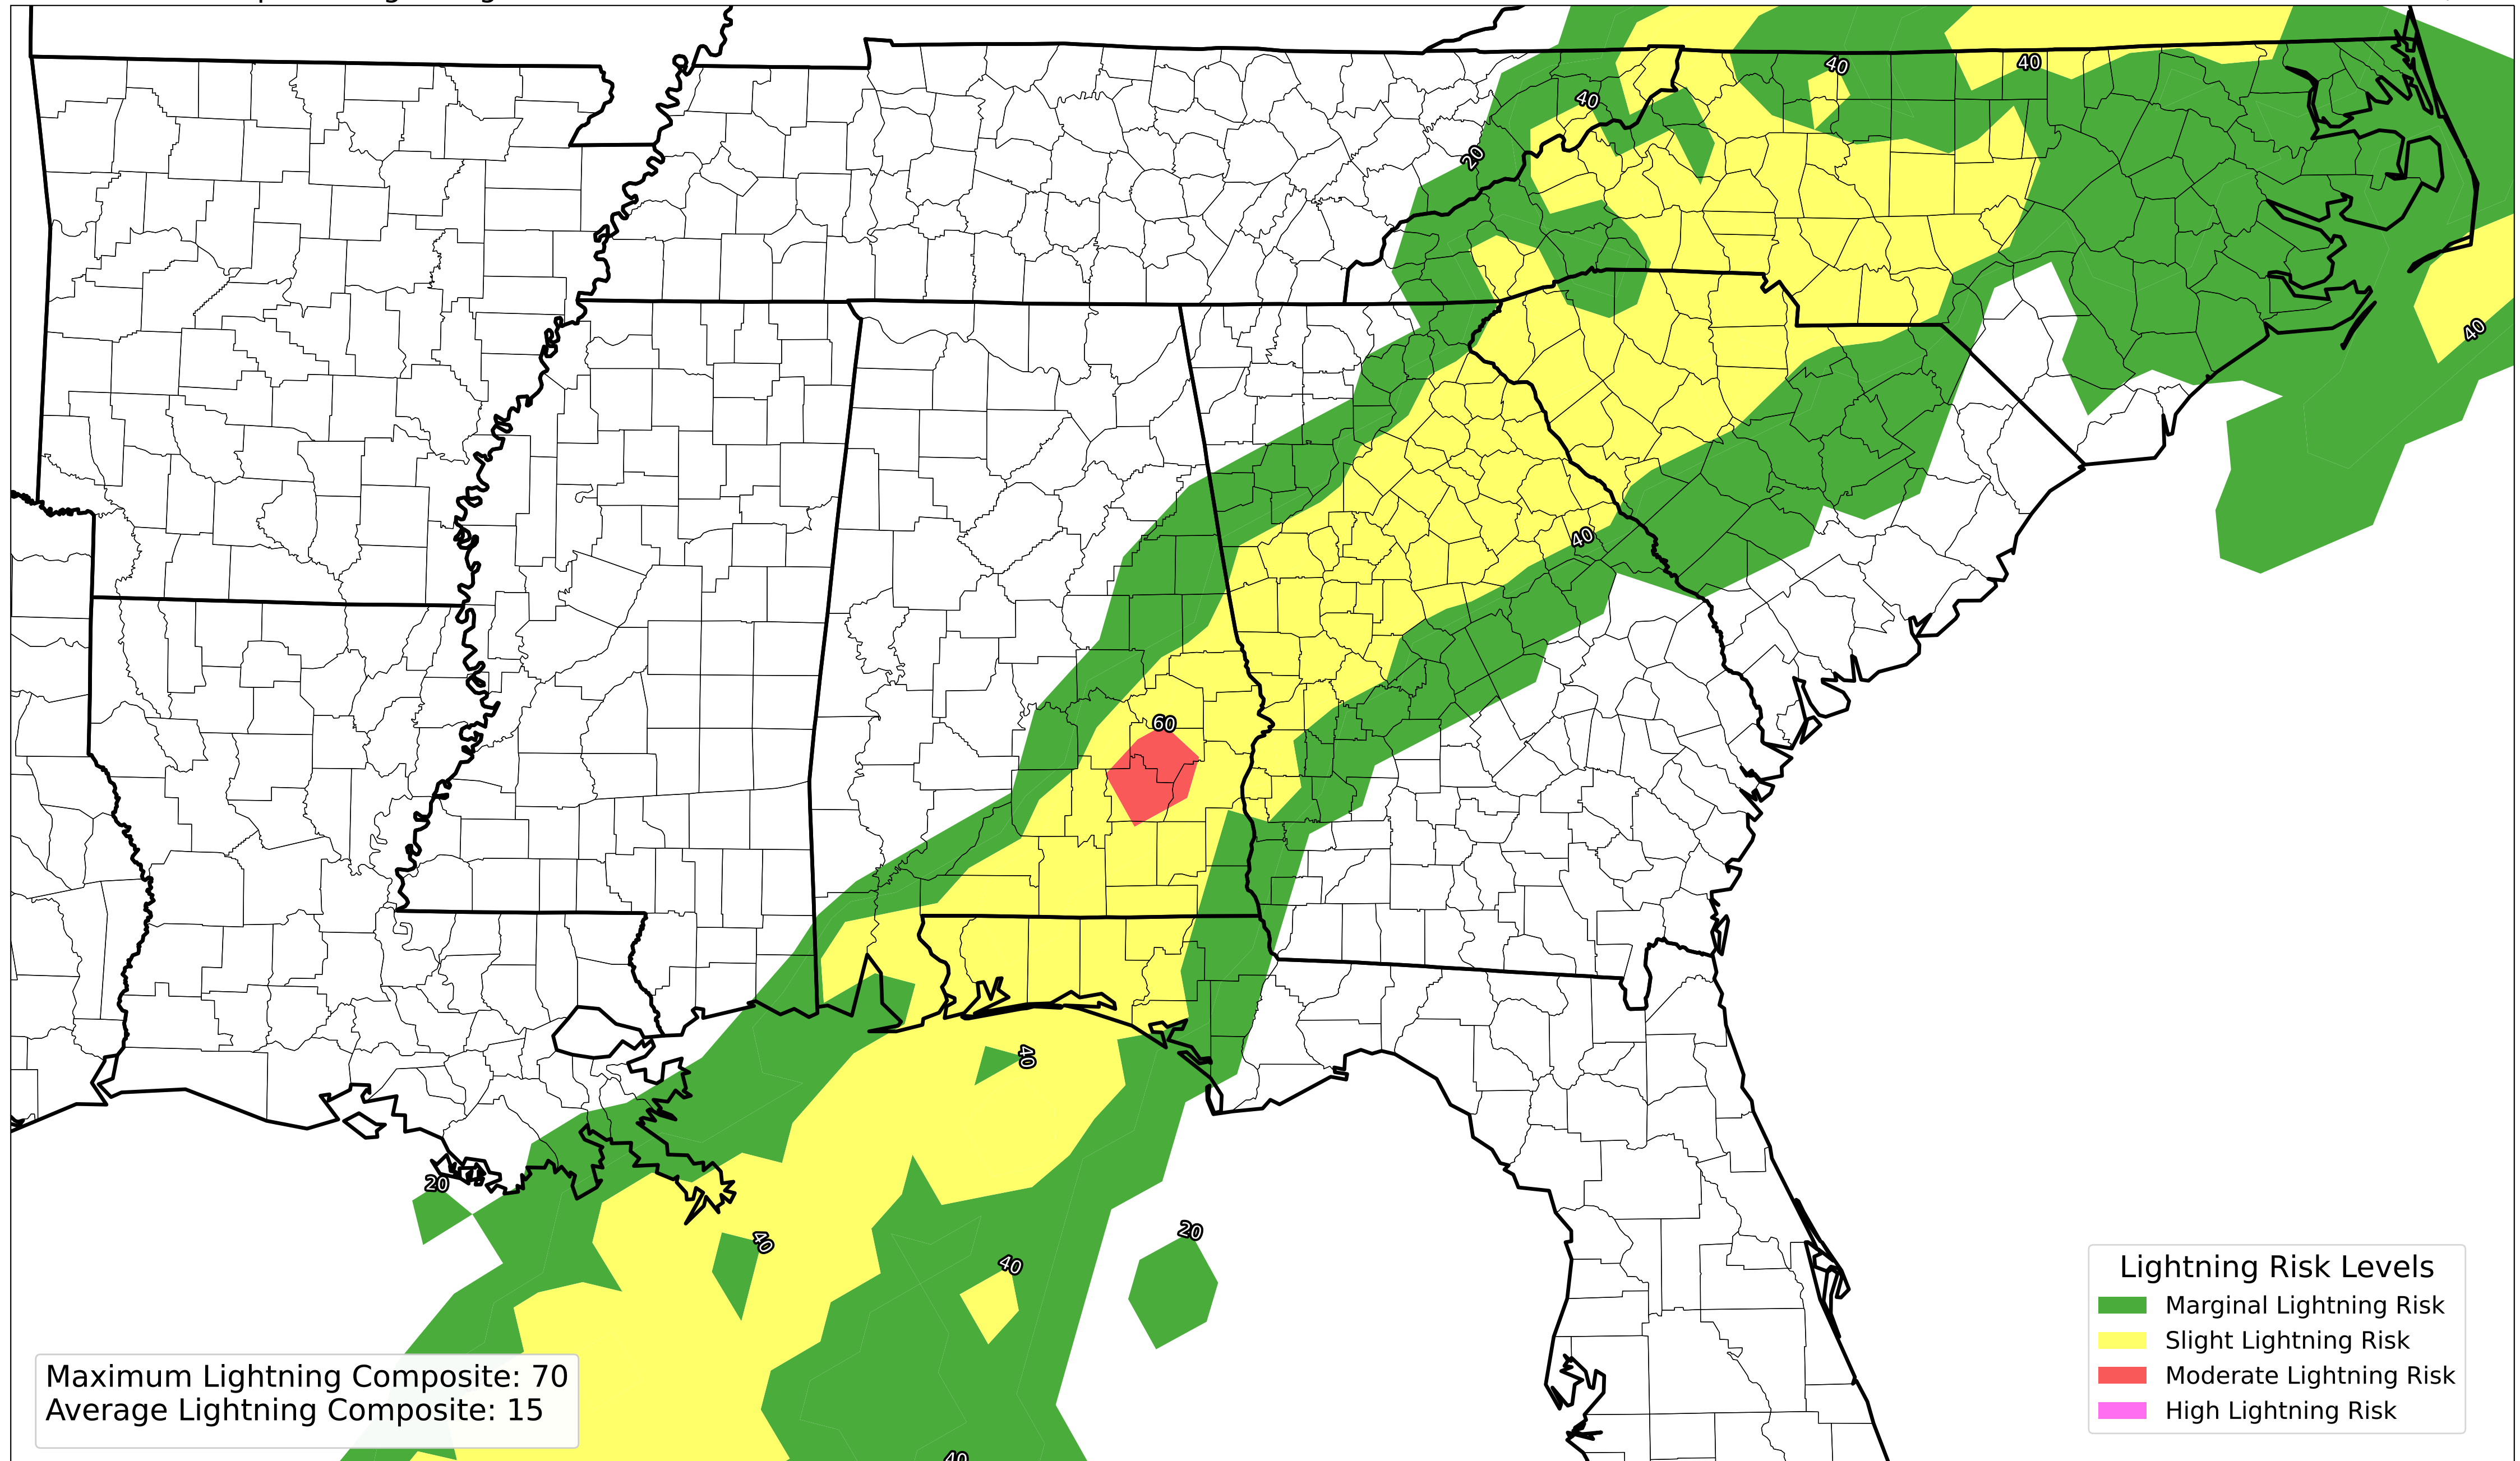 40
40
40
20
40
40
60
40
20
40
20
40
40
Lightning Risk Levels
Marginal Lightning Risk
Slight Lightning Risk
Moderate Lightning Risk
High Lightning Risk
Maximum Lightning Composite: 70
Average Lightning Composite: 15